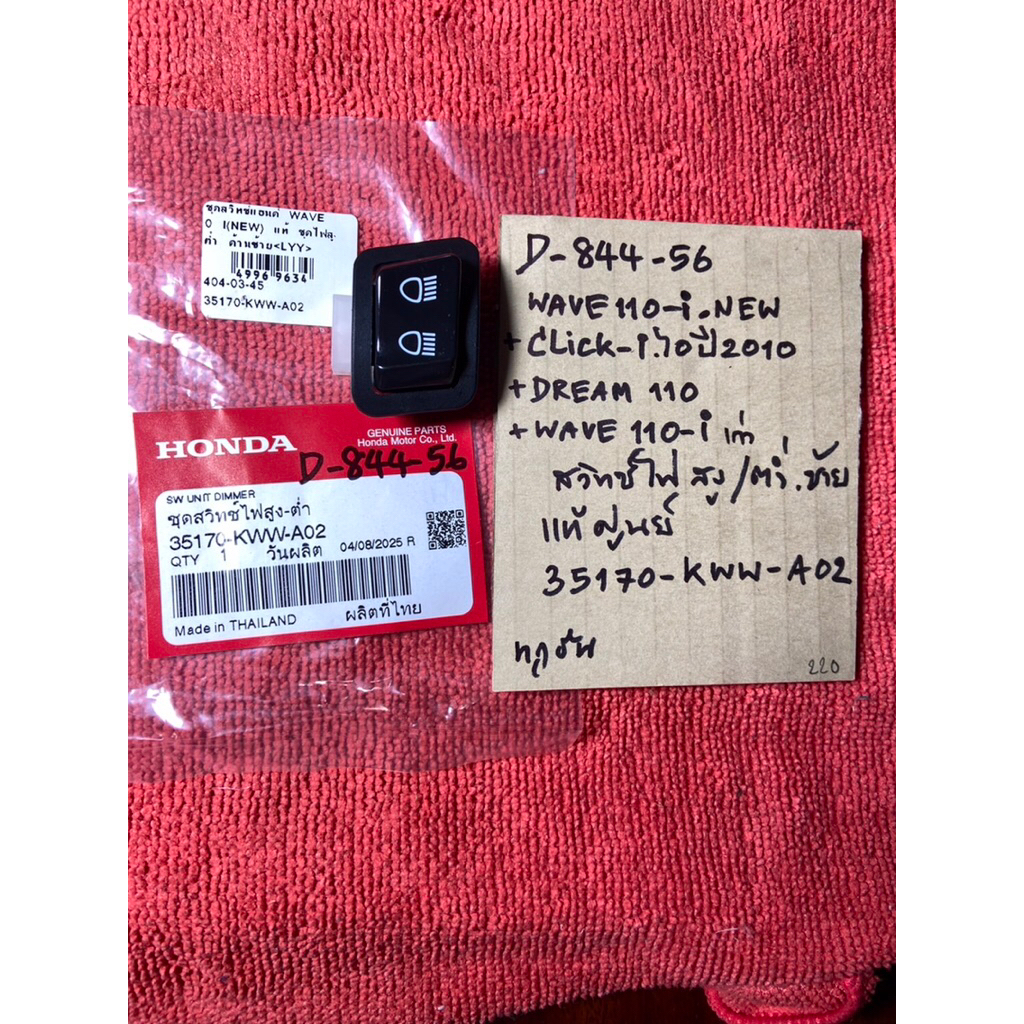 ชุดสวิทช์แฮนด์ WAVE
0 I(NEW) แท้ ชุดไฟสู
ต่ำ ด้านซ้าย<LYY>
4996 9634
404-03-45
35170-KWW-A02
HONDA
GENUINE PARTS
Honda Motor Co., Ltd.
D-844-56
SW UNIT DIMMER
ชุดสวิทช์ไฟสูง-ต่ำ
35170-KWW-A02
QTY 1 วันผลิต 04/08/2025 R
Made in THAILAND ผลิตที่ไทย
D-844-56
WAVE 110-i.NEW
+ CLick-i.ไอปี2010
+ DREAM 110
+ WAVE 110-i เก่า
สวิทช์ไฟ สูง/ต่ำ.ซ้าย
แท้ศูนย์
35170-KWW-A02
220